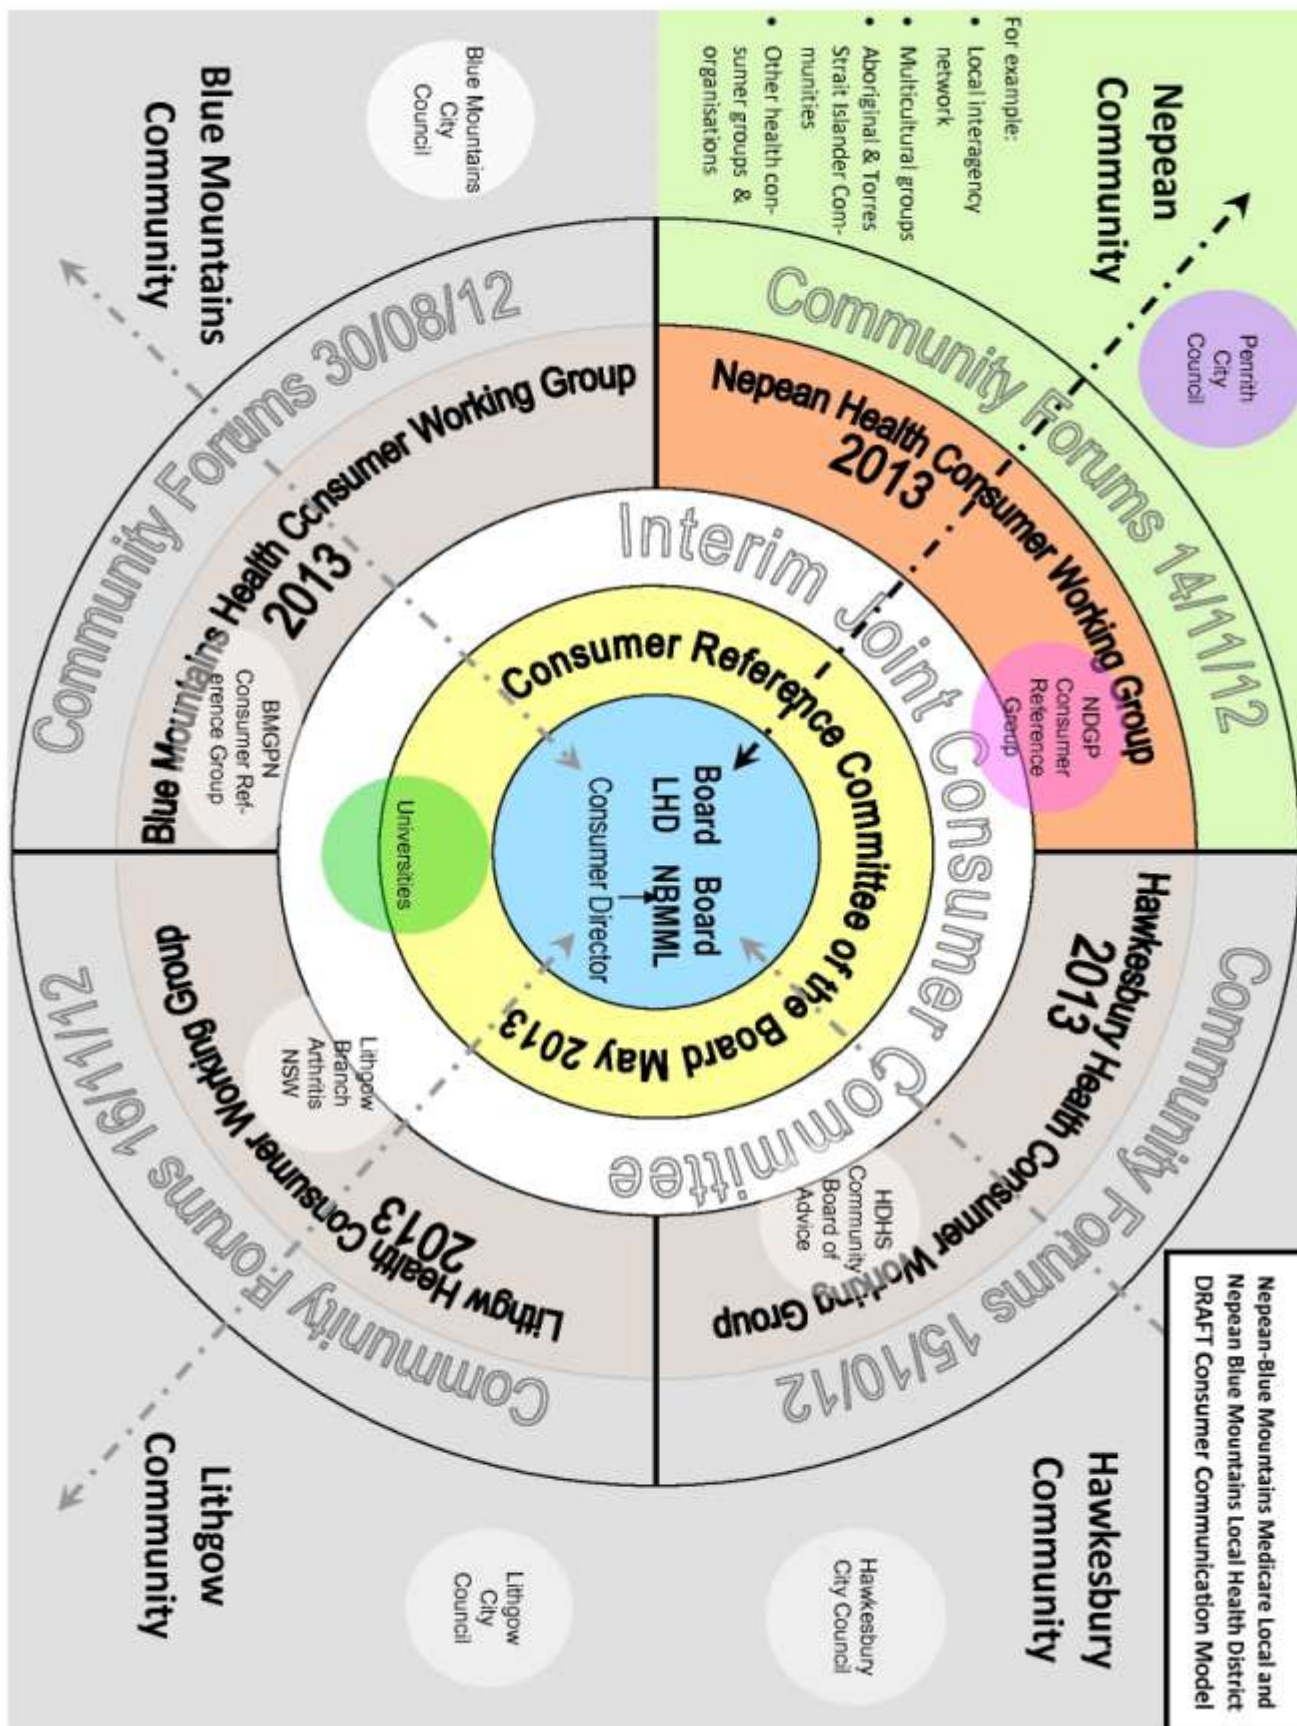 Nepean-Blue Mountains Medicare Local and
Nepean Blue Mountains Local Health District
DRAFT Consumer Communication Model
Nepean
Community
For example:
• Local interagency
network
• Multicultural groups
• Aboriginal & Torres
Strait Islander Com-
munities
• Other health con-
sumer groups &
organisations
Penrith
City
Council
Community Forums 14/11/12
Nepean Health Consumer Working Group
2013
NDGP
Consumer
Reference
Group
Hawkesbury
Community
Hawkesbury
City Council
Community Forums 15/10/12
Hawkesbury Health Consumer Working Group
2013
HDHS
Community
Board of
Advice
Interim Joint Consumer Committee
Consumer Reference Committee of the Board May 2013
Board Board
LHD NBMML
Consumer Director
Universities
Blue Mountains
Community
Blue Mountains
City
Council
Community Forums 30/08/12
Blue Mountains Health Consumer Working Group
2013
BMGPN
Consumer Ref-
erence Group
Lithgow
Community
Lithgow
City
Council
Community Forums 16/11/12
Lithgw Health Consumer Working Group
2013
Lithgow
Branch
Arthritis
NSW